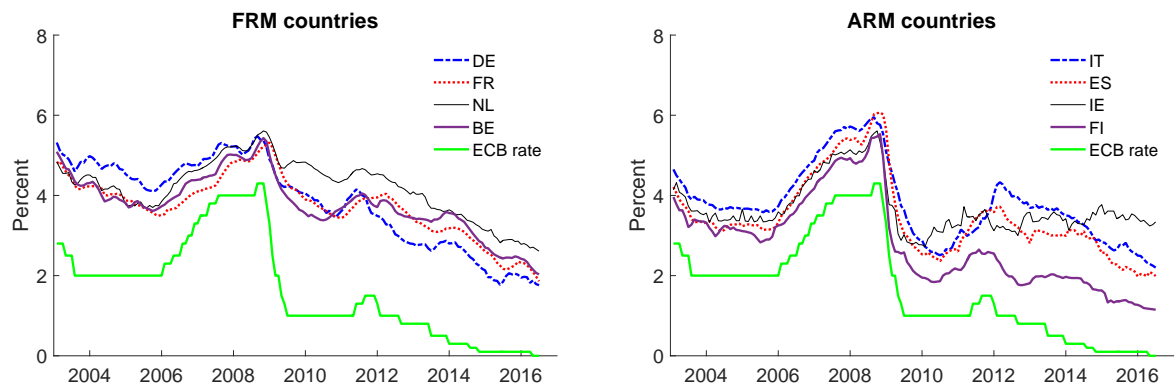 FRM countries
8
6
4
2
0
Percent
DE
FR
NL
BE
ECB rate
2004 2006 2008 2010 2012 2014 2016
ARM countries
8
6
4
2
0
Percent
IT
ES
IE
FI
ECB rate
2004 2006 2008 2010 2012 2014 2016